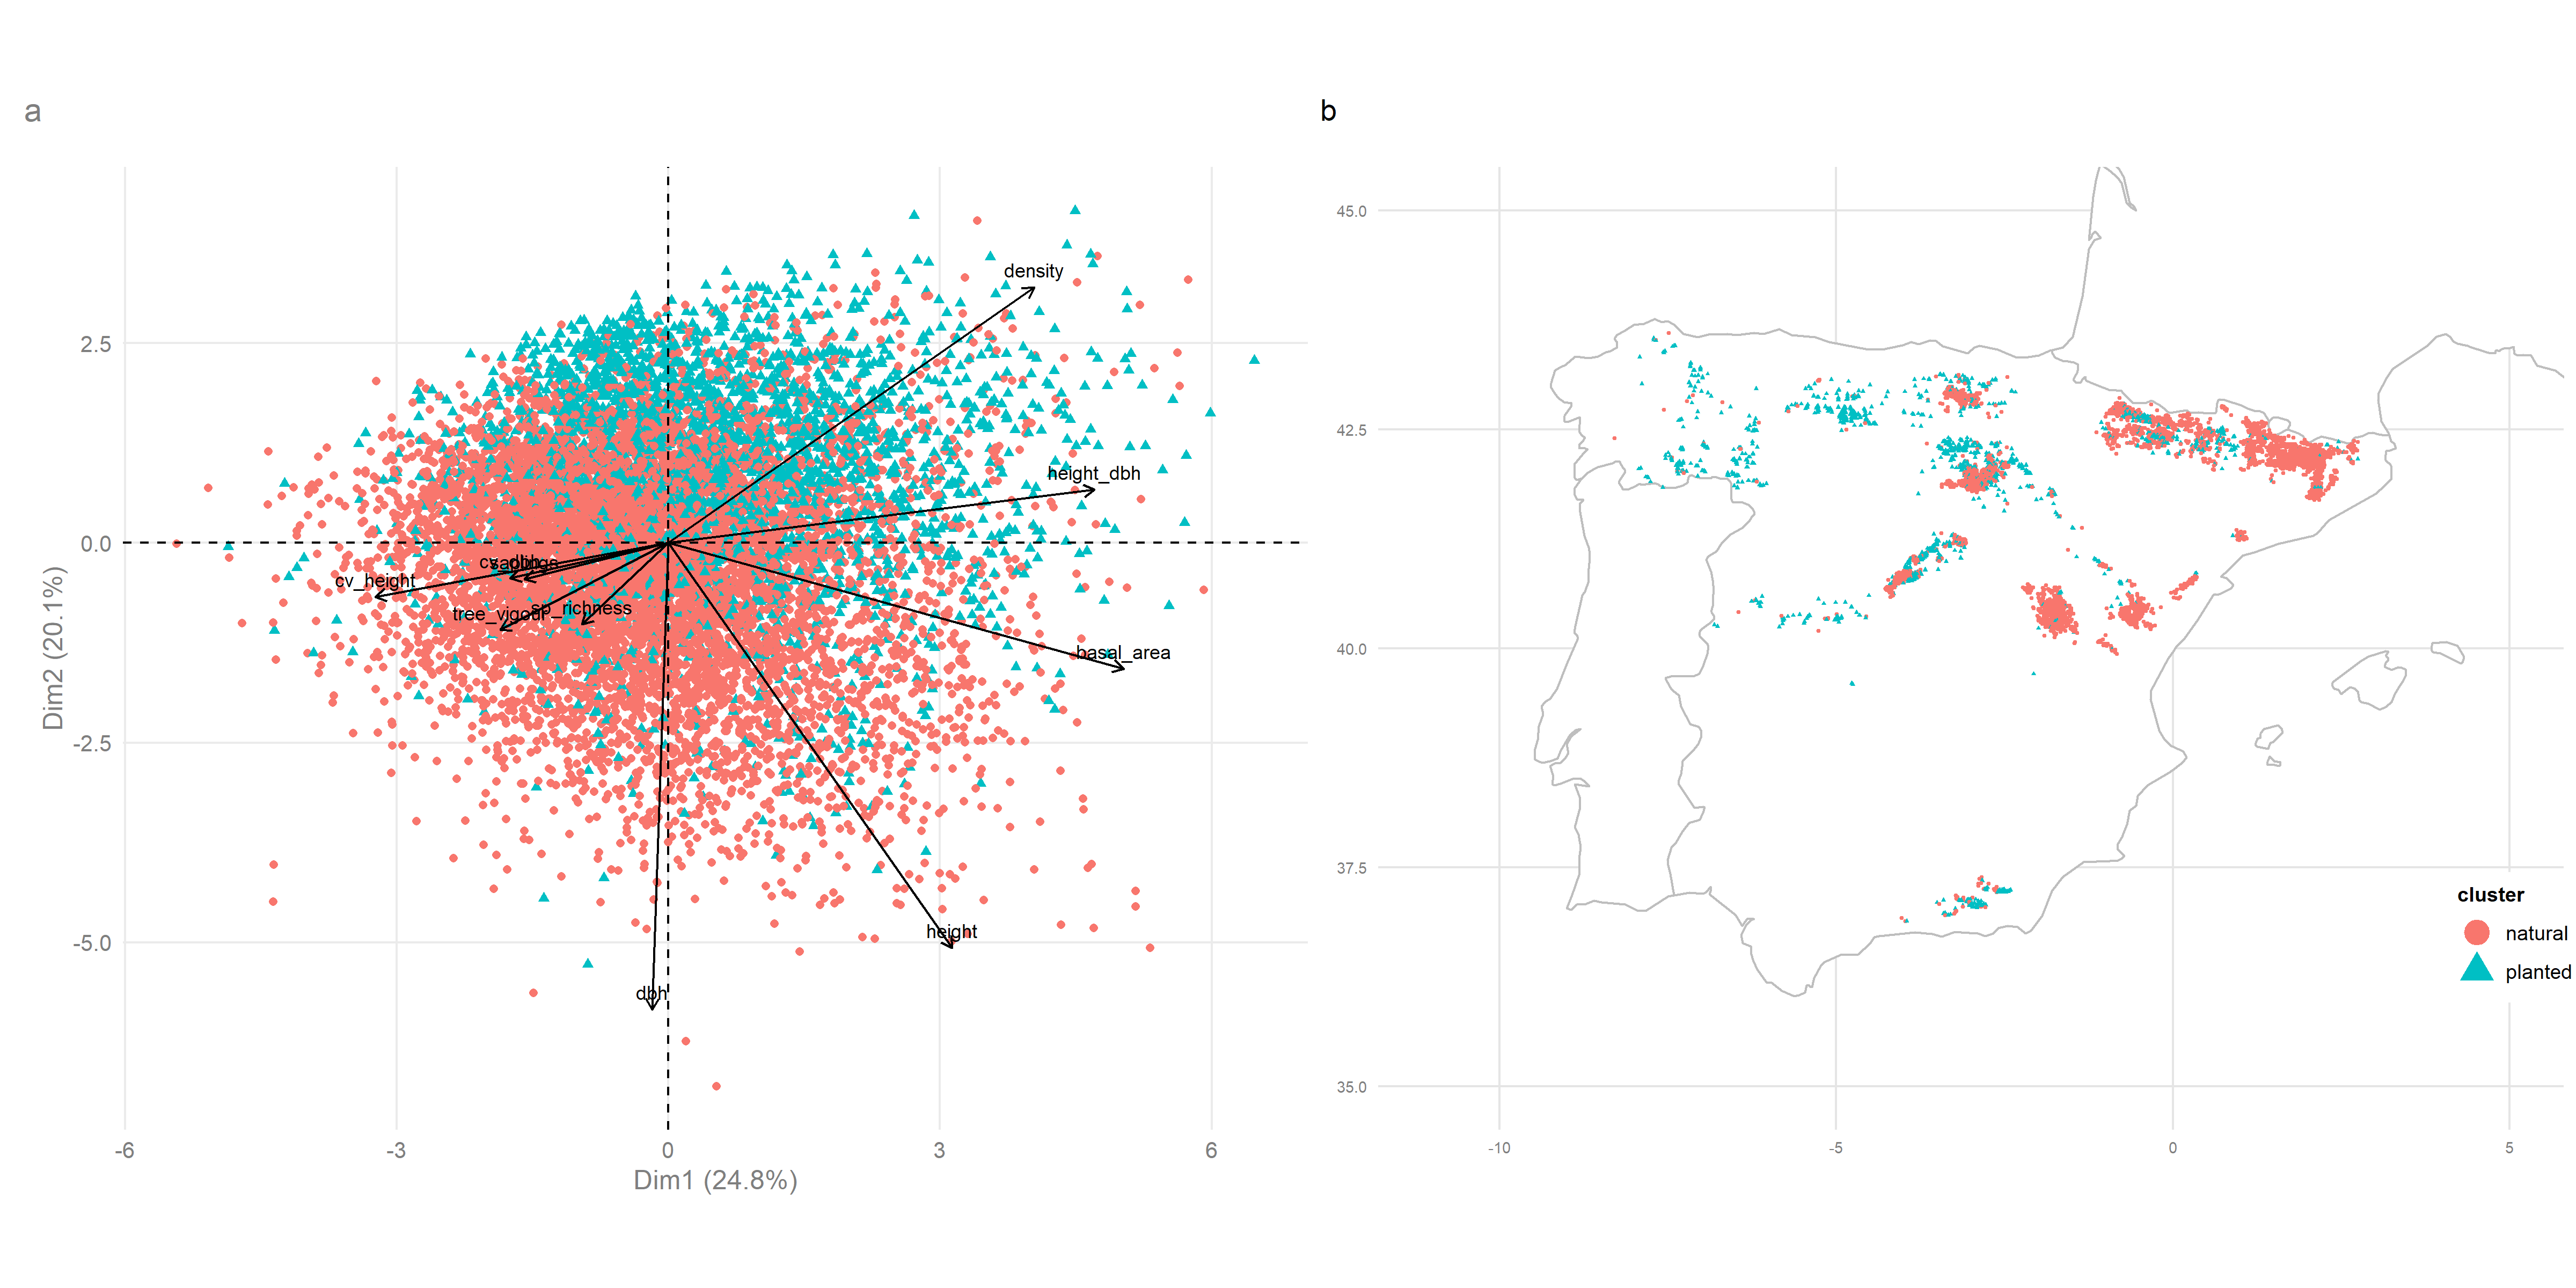 a
2.5
0.0
-2.5
-5.0
Dim2 (20.1%)
-6
-3
0
3
6
Dim1 (24.8%)
density
height_dbh
cv_dbh
saplings
cv_height
tree_vigour
sp_richness
basal_area
height
dbh
b
45.0
42.5
40.0
37.5
35.0
-10
-5
0
5
cluster
natural
planted